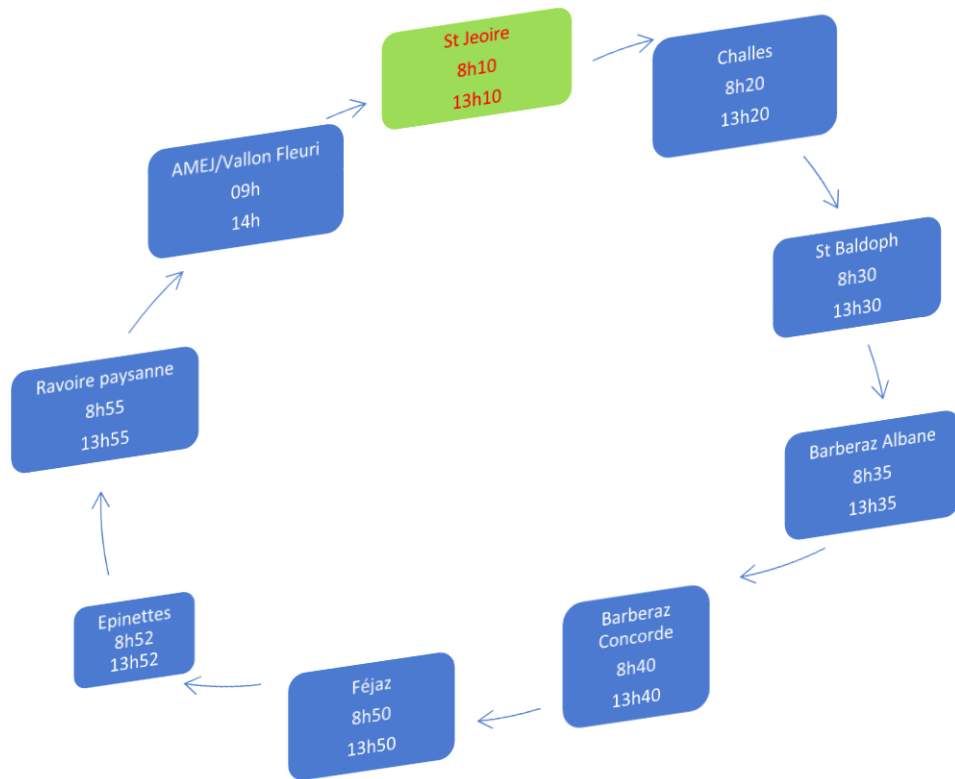 St Jeoire
8h10
13h10
Challes
8h20
13h20
St Baldoph
8h30
13h30
Barberaz Albane
8h35
13h35
Barberaz
Concorde
8h40
13h40
Féjaz
8h50
13h50
Epinettes
8h52
13h52
Ravoire paysanne
8h55
13h55
AMEJ/Vallon Fleuri
09h
14h